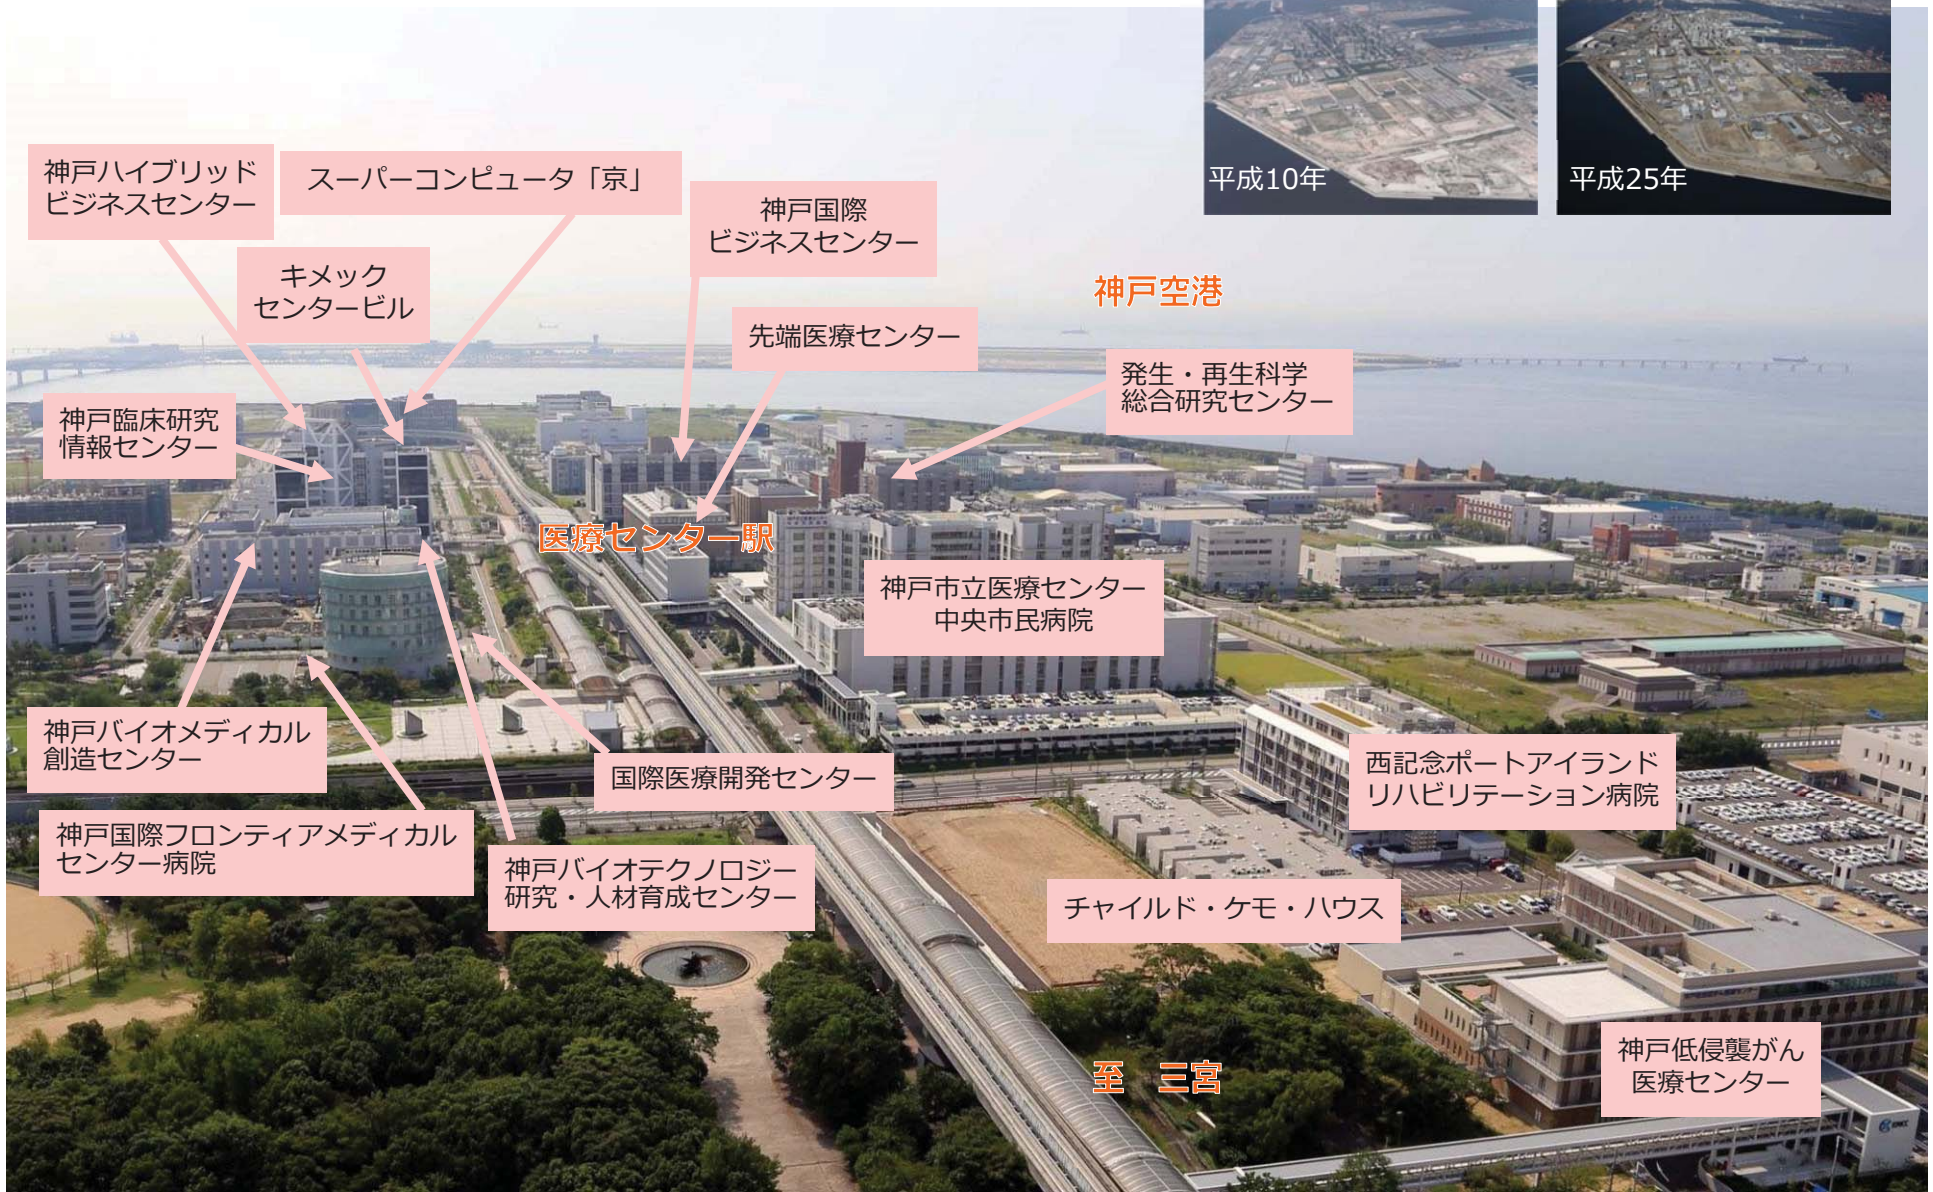 平成10年
平成25年
神戸ハイブリッド
ビジネスセンター
スーパーコンピュータ「京」
神戸国際
ビジネスセンター
キメック
センタービル
神戸空港
先端医療センター
発生・再生科学
総合研究センター
神戸臨床研究
情報センター
医療センター駅
神戸市立医療センター
中央市民病院
神戸バイオメディカル
創造センター
国際医療開発センター
西記念ポートアイランド
リハビリテーション病院
神戸国際フロンティアメディカル
センター病院
神戸バイオテクノロジー
研究・人材育成センター
チャイルド・ケモ・ハウス
至　三宮
神戸低侵襲がん
医療センター